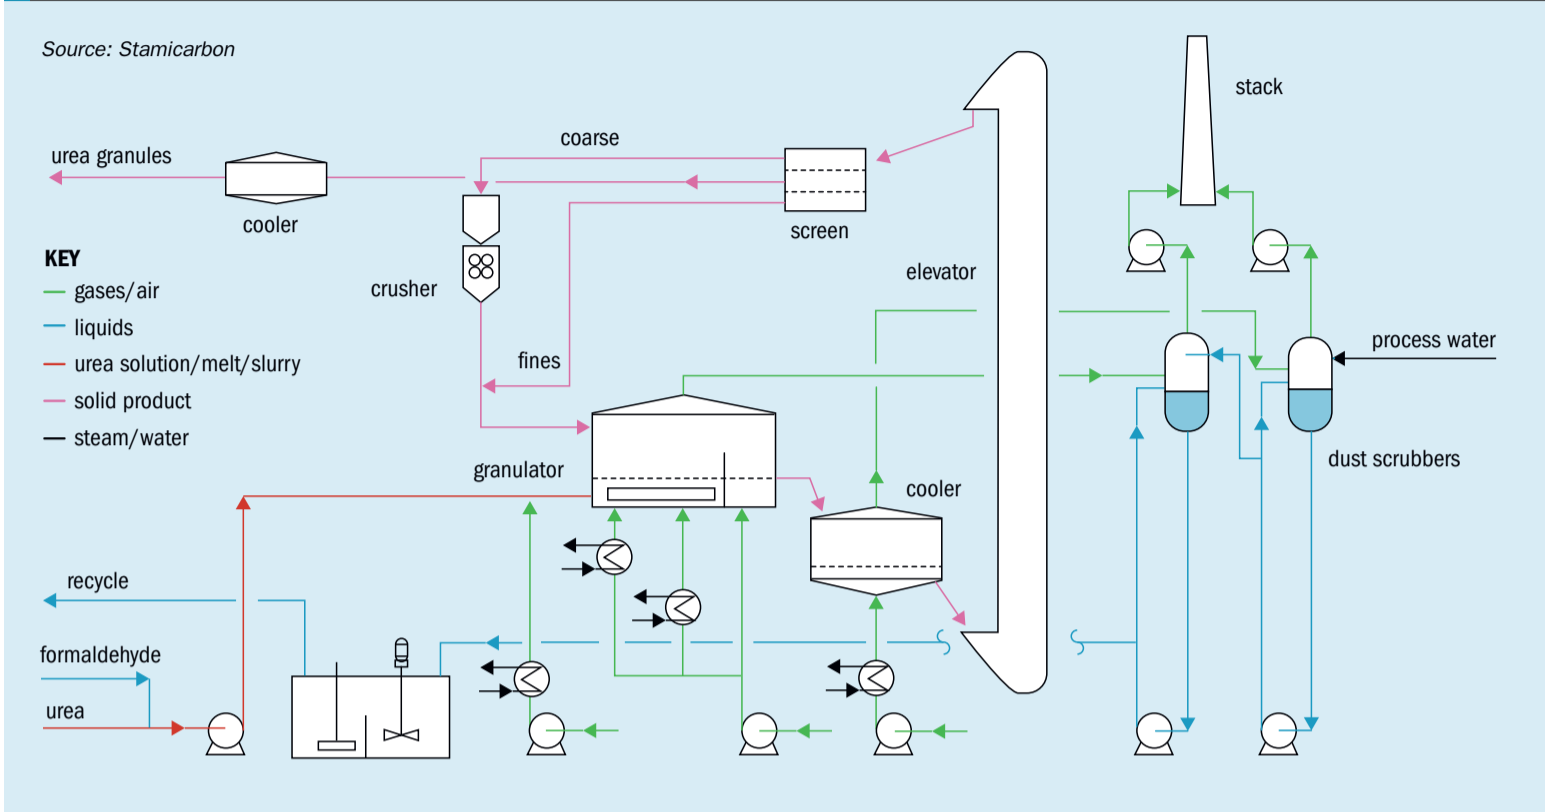 Source: Stamicarbon
stack
coarse
urea granules
cooler
screen
KEY
gases/air
liquids
urea solution/melt/slurry
solid product
steam/water
crusher
elevator
fines
process water
granulator
cooler
dust scrubbers
recycle
formaldehyde
urea